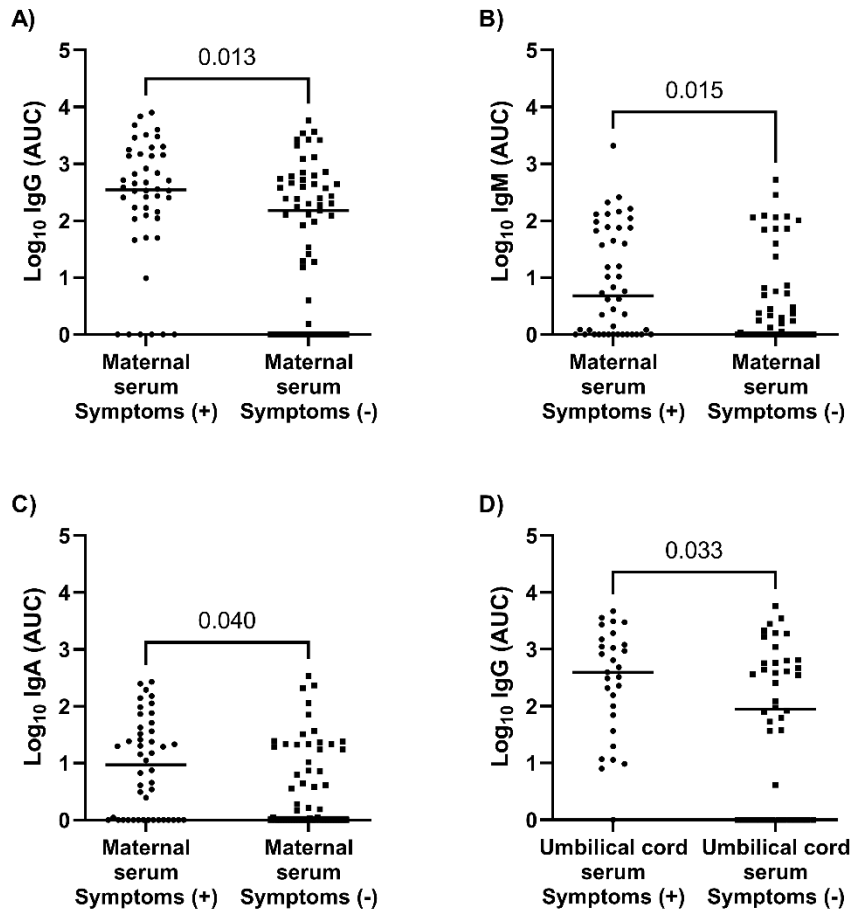 A)
0.013
5
4
3
2
1
0
Log10 IgG (AUC)
Maternal
serum
Symptoms (+)
Maternal
serum
Symptoms (-)
B)
0.015
5
4
3
2
1
0
Log10 IgM (AUC)
Maternal
serum
Symptoms (+)
Maternal
serum
Symptoms (-)
C)
0.040
5
4
3
2
1
0
Log10 IgA (AUC)
Maternal
serum
Symptoms (+)
Maternal
serum
Symptoms (-)
D)
0.033
5
4
3
2
1
0
Log10 IgG (AUC)
Umbilical cord
serum
Symptoms (+)
Umbilical cord
serum
Symptoms (-)